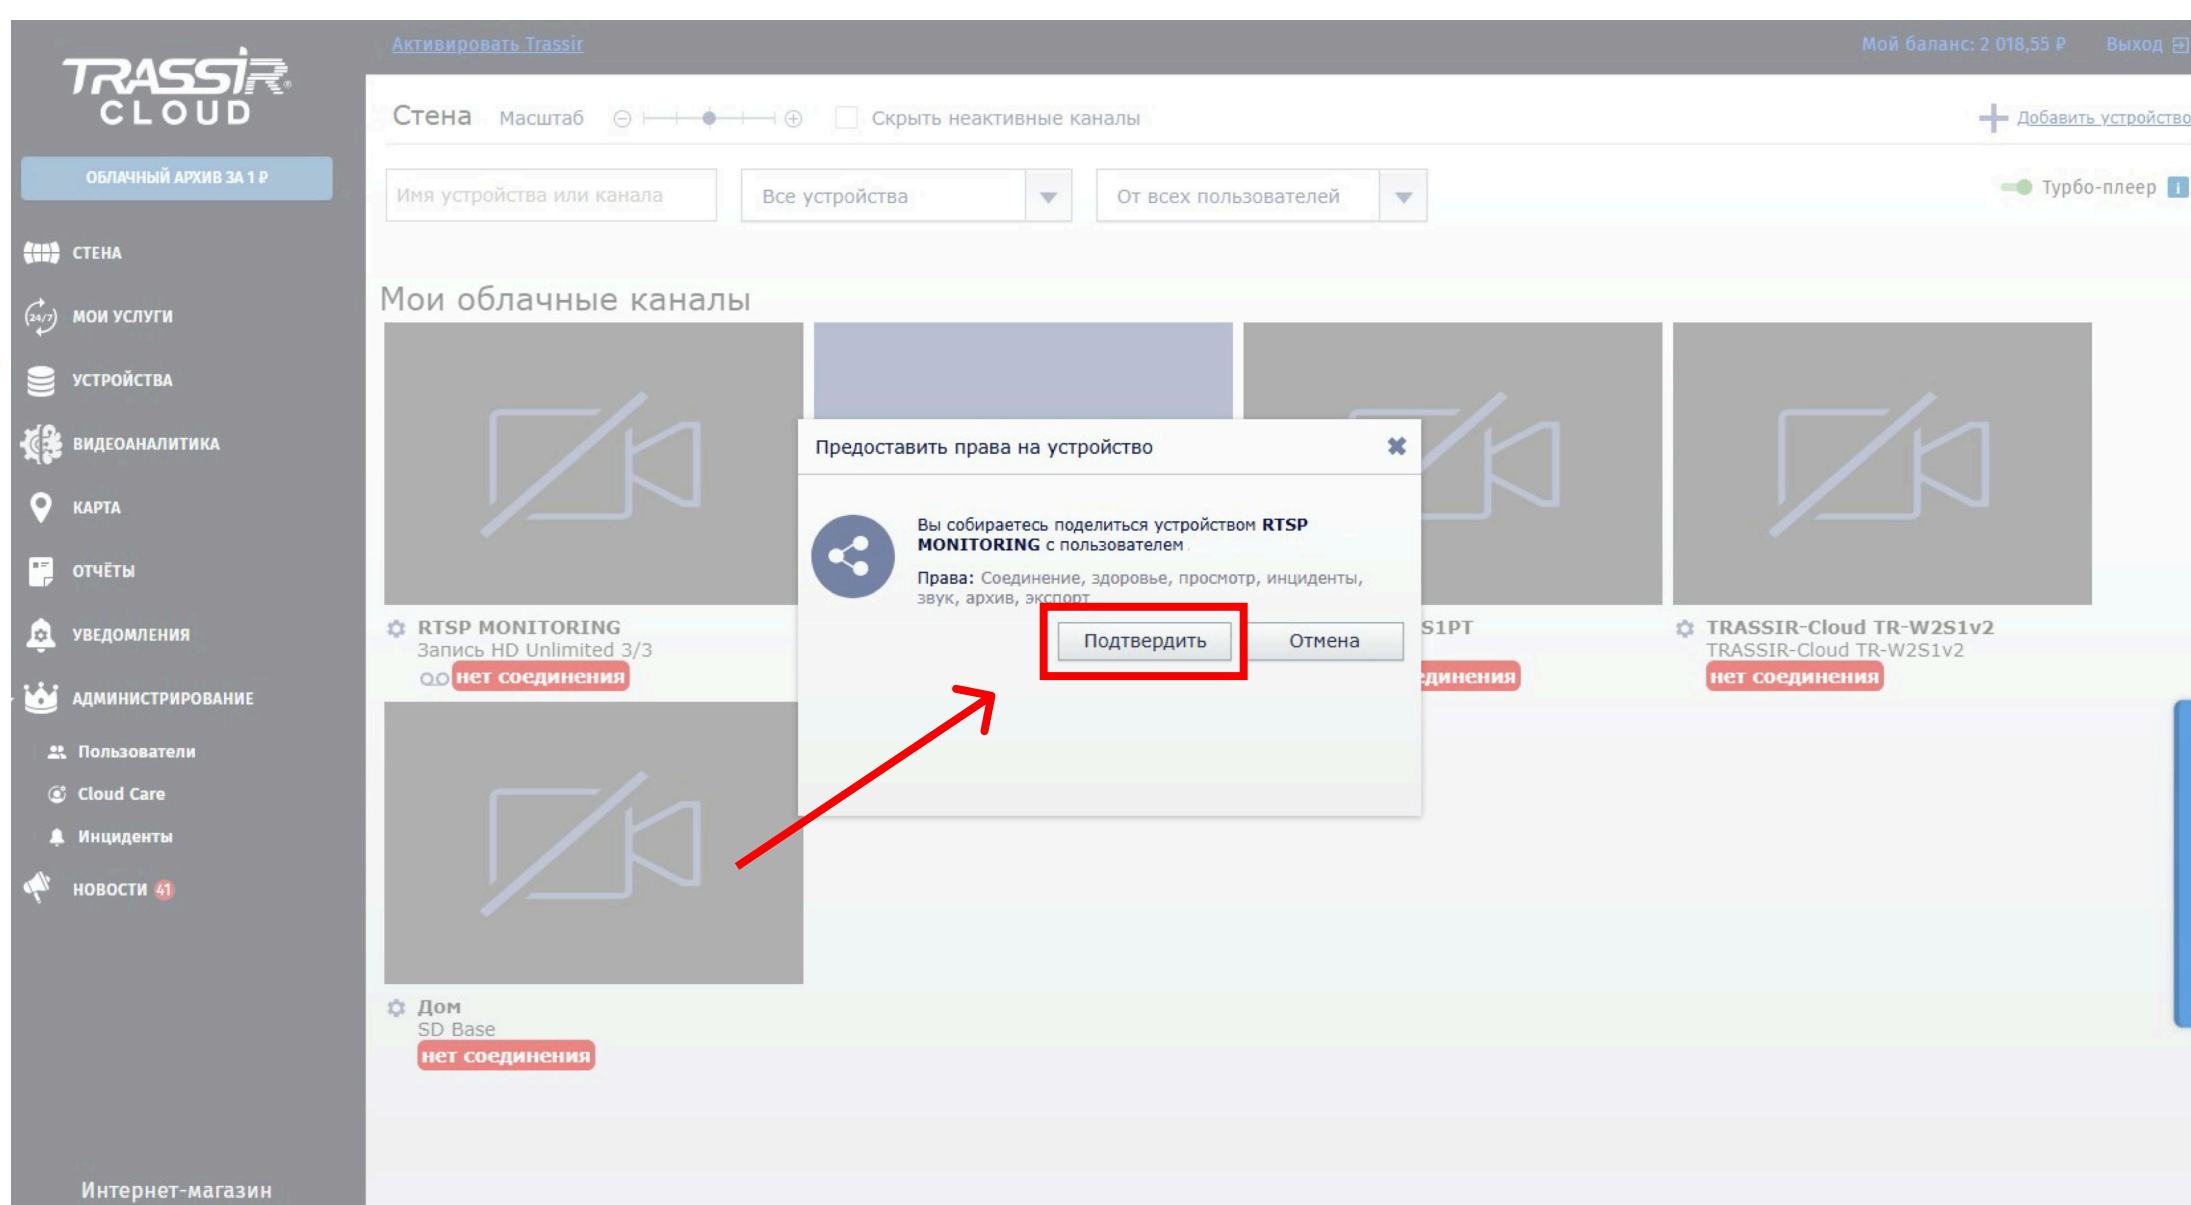 TRASSIR
CLOUD
ОБЛАЧНЫЙ АРХИВ ЗА 1 ₽
СТЕНА
24/7
МОИ УСЛУГИ
УСТРОЙСТВА
ВИДЕОАНАЛИТИКА
КАРТА
ОТЧЁТЫ
УВЕДОМЛЕНИЯ
АДМИНИСТРИРОВАНИЕ
Пользователи
Cloud Care
Инциденты
НОВОСТИ 41
Интернет-магазин
Активировать Trassir
Мой баланс: 2 018,55 ₽ Выход
Стена Масштаб Скрыть неактивные каналы
Добавить устройство
Имя устройства или канала
Все устройства
От всех пользователей
Турбо-плеер i
Мои облачные каналы
Предоставить права на устройство
Вы собираетесь поделиться устройством RTSP
MONITORING с пользователем
Права: Соединение, здоровье, просмотр, инциденты,
звук, архив, экспорт
Подтвердить
Отмена
RTSP MONITORING
Запись HD Unlimited 3/3
нет соединения
S1PT
единения
TRASSIR-Cloud TR-W2S1v2
TRASSIR-Cloud TR-W2S1v2
нет соединения
Дом
SD Base
нет соединения